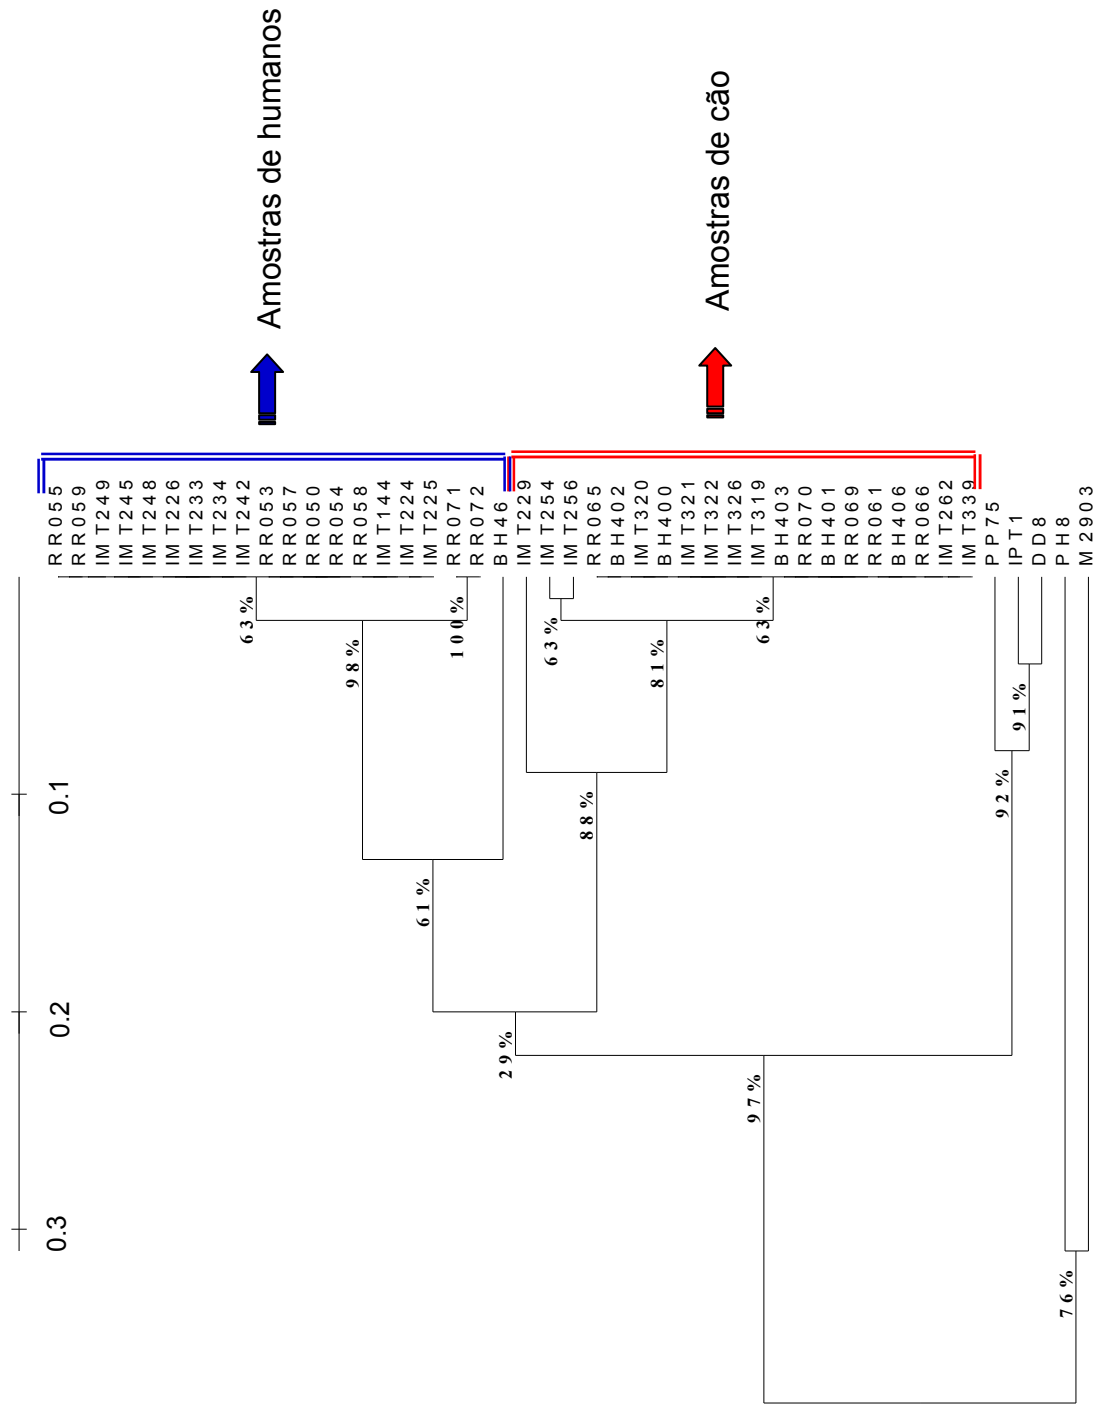 Amostras de humanos
Amostras de cão
RR055
RR059
IMT249
IMT245
IMT248
IMT226
IMT233
IMT234
IMT242
RR053
RR057
RR050
RR054
RR058
IMT144
IMT224
IMT225
RR071
RR072
BH46
IMT229
IMT254
IMT256
RR065
BH402
IMT320
BH400
IMT321
IMT322
IMT326
IMT319
BH403
RR070
BH401
RR069
RR061
BH406
RR066
IMT262
IMT339
PP75
IPT1
DD8
PH8
M2903
63%
100%
98%
63%
63%
81%
91%
92%
88%
61%
29%
97%
76%
0.1
0.2
0.3